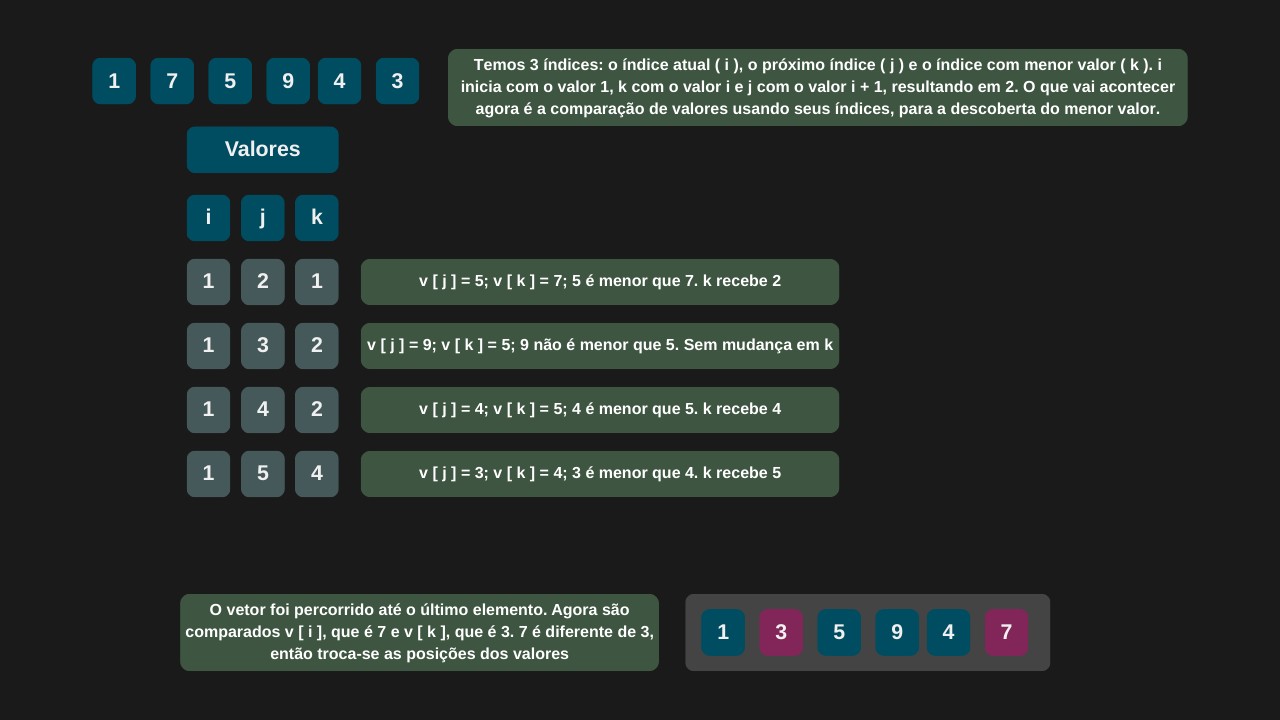 1 7 5 9 4 3
Temos 3 índices: o índice atual ( i ), o próximo índice ( j ) e o índice com menor valor ( k ). i
inicia com o valor 1, k com o valor i e j com o valor i + 1, resultando em 2. O que vai acontecer
agora é a comparação de valores usando seus índices, para a descoberta do menor valor.
Valores
i j k
1 2 1
v [ j ] = 5; v [ k ] = 7; 5 é menor que 7. k recebe 2
1 3 2
v [ j ] = 9; v [ k ] = 5; 9 não é menor que 5. Sem mudança em k
1 4 2
v [ j ] = 4; v [ k ] = 5; 4 é menor que 5. k recebe 4
1 5 4
v [ j ] = 3; v [ k ] = 4; 3 é menor que 4. k recebe 5
O vetor foi percorrido até o último elemento. Agora são
comparados v [ i ], que é 7 e v [ k ], que é 3. 7 é diferente de 3,
então troca-se as posições dos valores
1 3 5 9 4 7